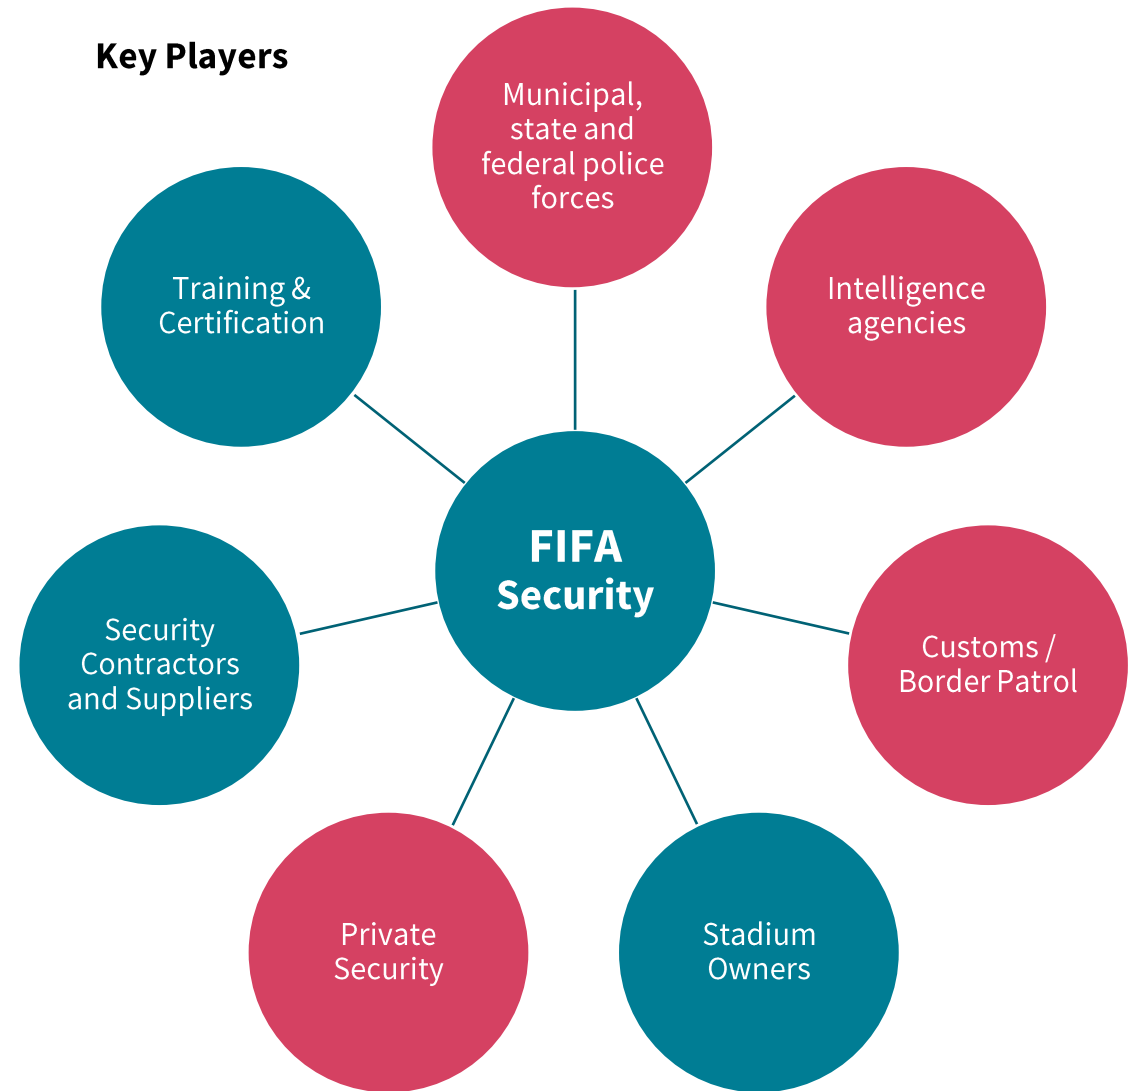 Key Players
Municipal,
state and
federal police
forces
Training &
Certification
Intelligence
agencies
FIFA
Security
Security
Contractors
and Suppliers
Customs /
Border Patrol
Private
Security
Stadium
Owners